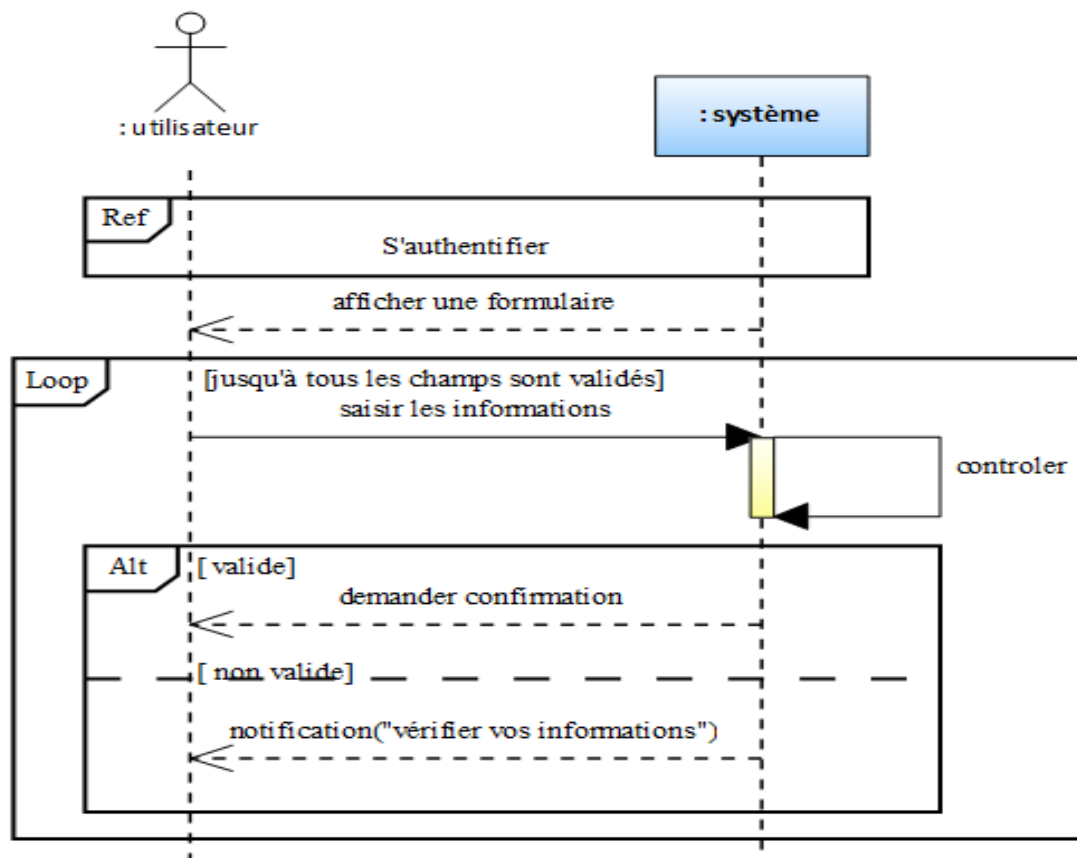 : utilisateur
: système
Ref
S'authentifier
afficher une formulaire
Loop
[jusqu'à tous les champs sont validés]
saisir les informations
controler
Alt
[ valide]
demander confirmation
[ non valide]
notification("vérifier vos informations")